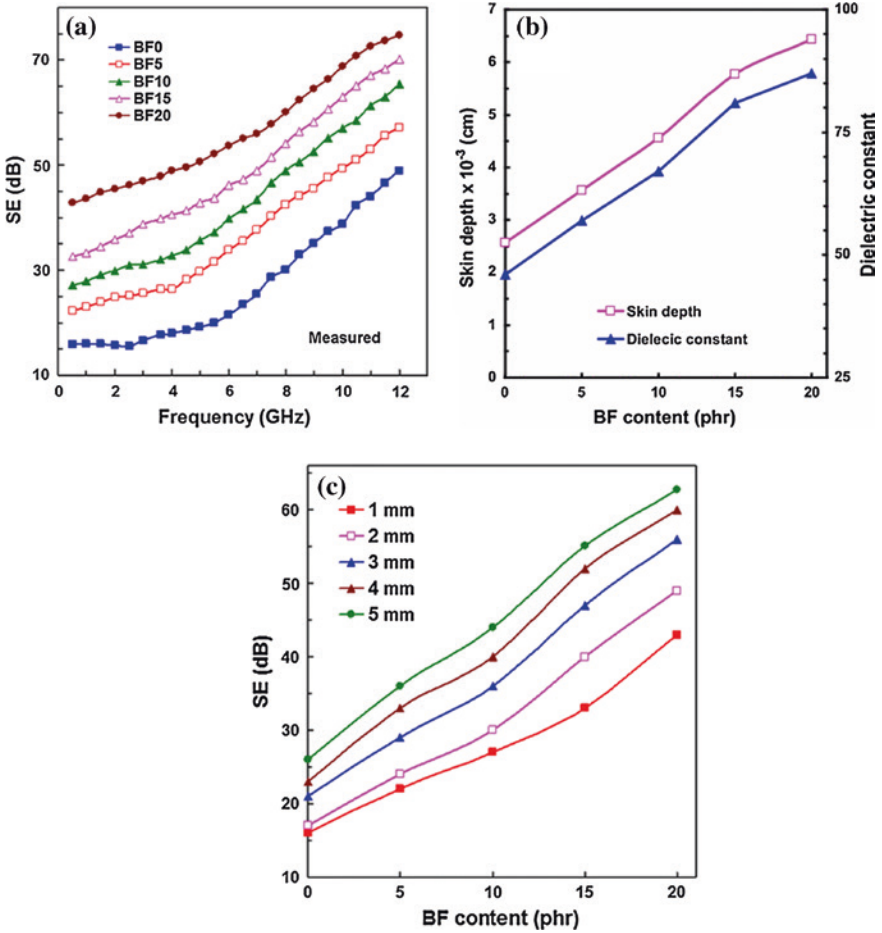 (a)
BF0
BF5
BF10
BF15
BF20
70
50
30
10
SE (dB)
Measured
0 2 4 6 8 10 12
Frequency (GHz)
(b)
7
6
5
4
3
2
1
0
Skin depth x 10⁻³ (cm)
100
75
50
25
Dielectric constant
Skin depth
Dielecic constant
0 5 10 15 20
BF content (phr)
(c)
1 mm
2 mm
3 mm
4 mm
5 mm
60
50
40
30
20
10
SE (dB)
0 5 10 15 20
BF content (phr)